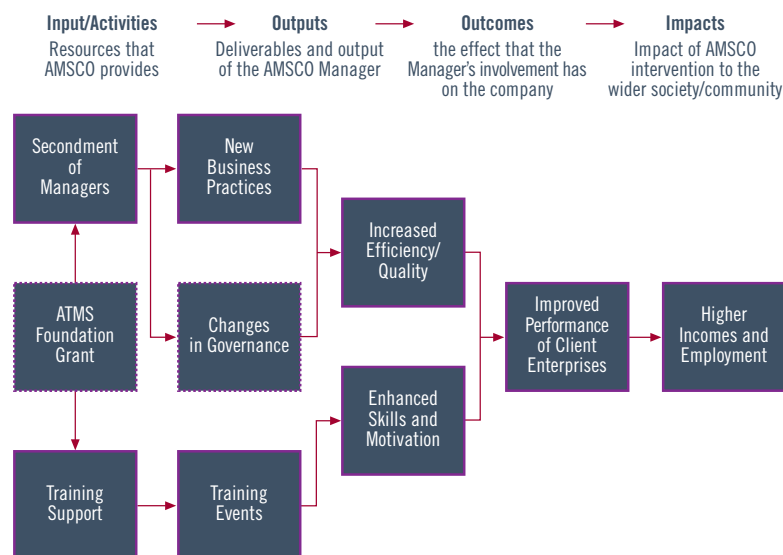 Input/Activities
Resources that
AMSCO provides
Outputs
Deliverables and output
of the AMSCO Manager
Outcomes
the effect that the
Manager's involvement has
on the company
Impacts
Impact of AMSCO
intervention to the
wider society/community
Secondment
of
Managers
New
Business
Practices
Increased
Efficiency/
Quality
ATMS
Foundation
Grant
Changes
in Governance
Improved
Performance
of Client
Enterprises
Higher
Incomes and
Employment
Enhanced
Skills and
Motivation
Training
Support
Training
Events